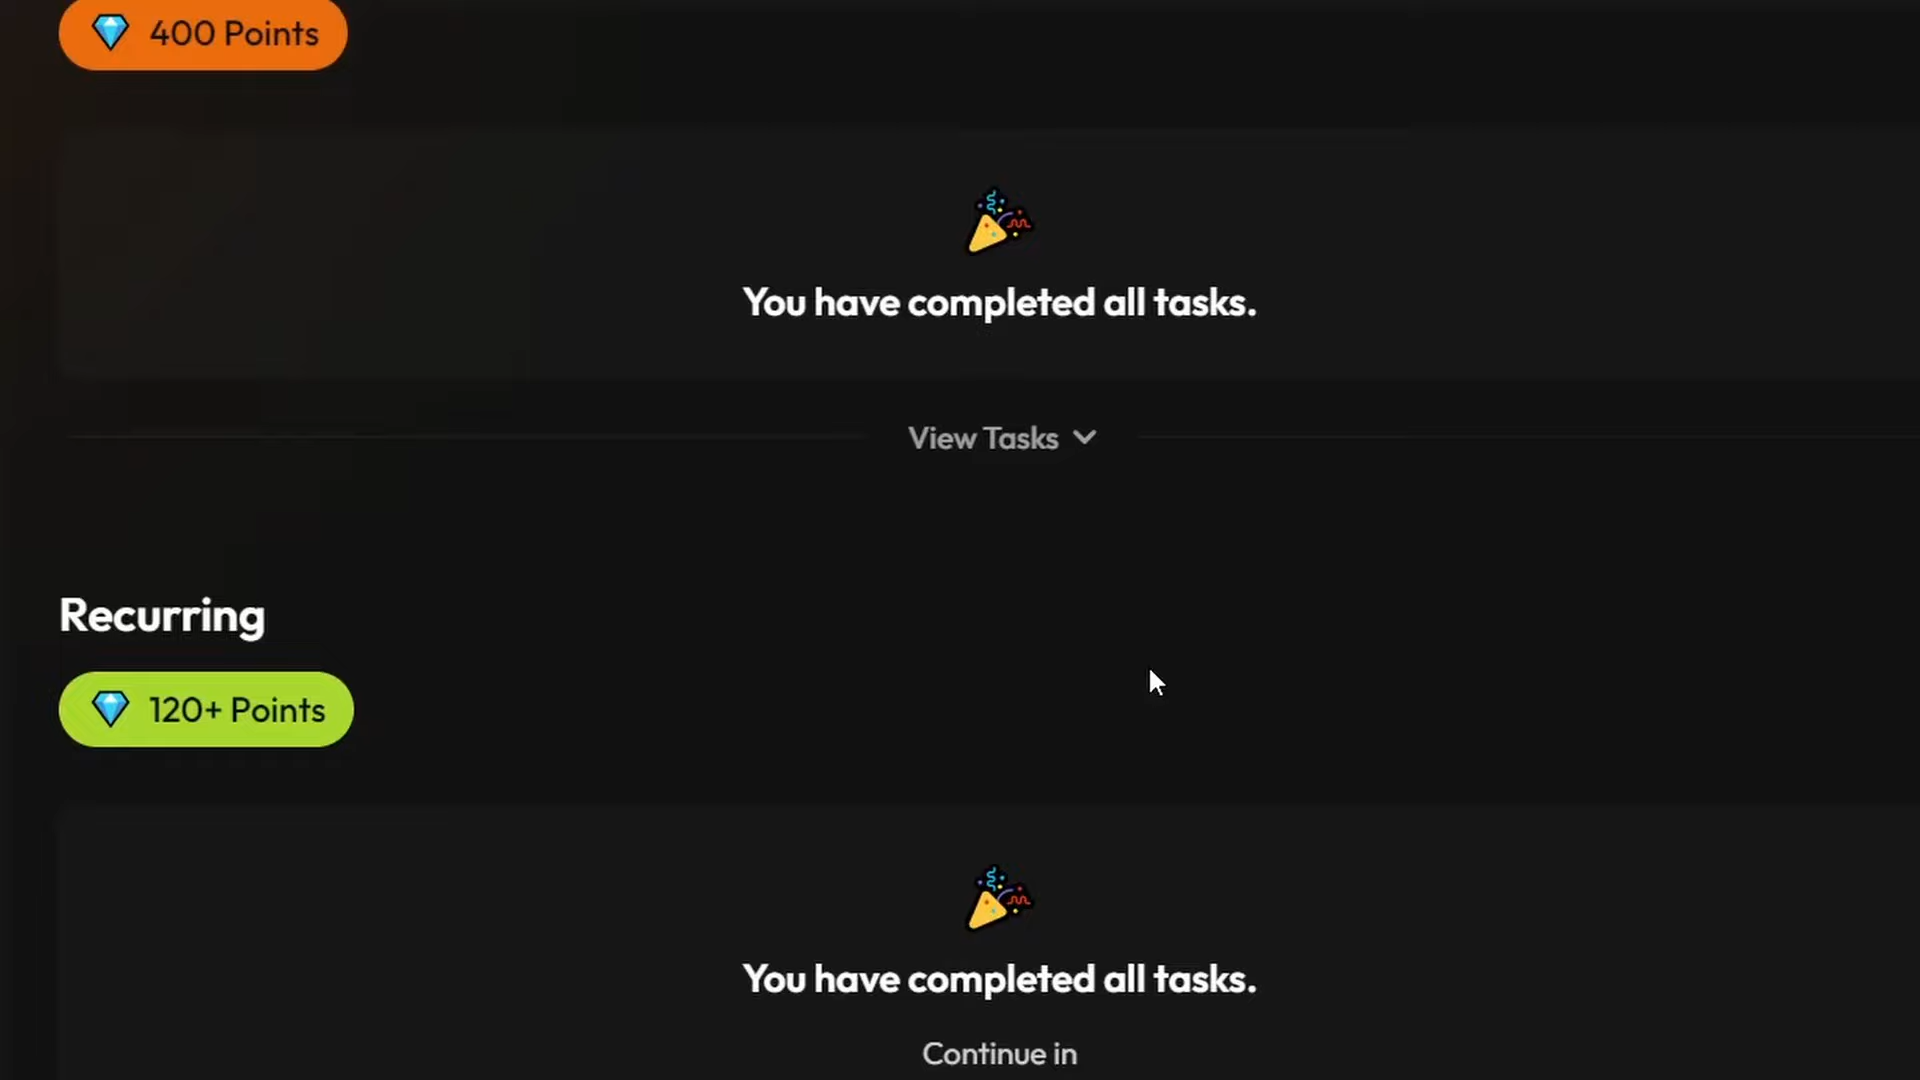 400 Points
You have completed all tasks.
View Tasks
Recurring
120+ Points
You have completed all tasks.
Continue in